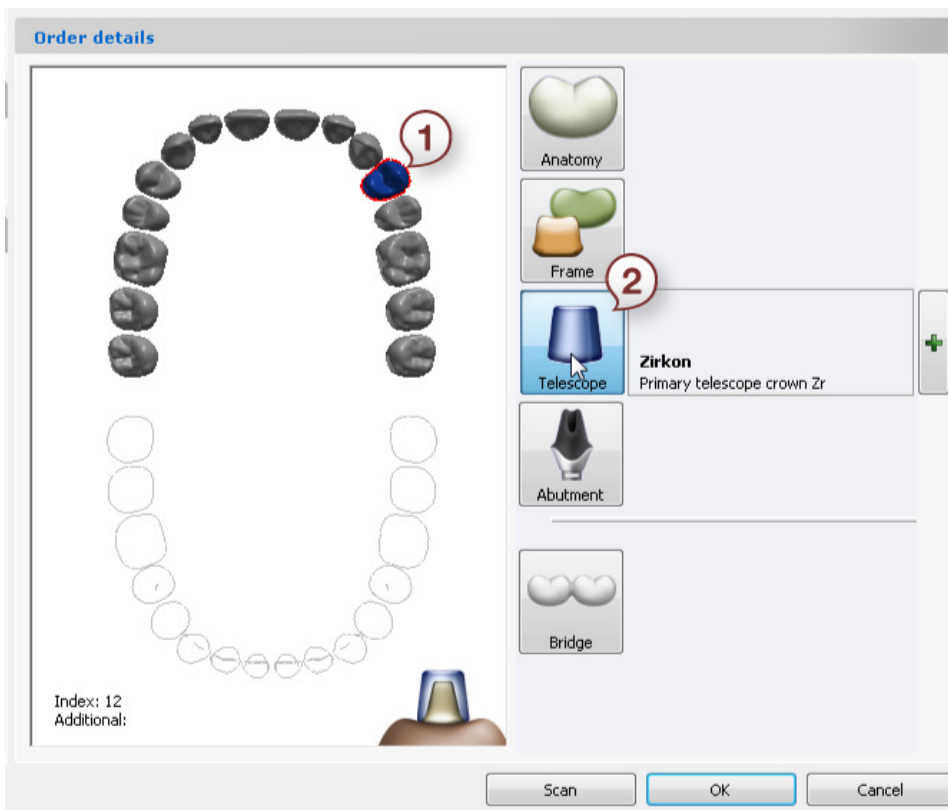 Order details
1
Anatomy
Frame
2
Telescope
Zirkon
Primary telescope crown Zr
Abutment
Bridge
Index: 12
Additional:
Scan
OK
Cancel